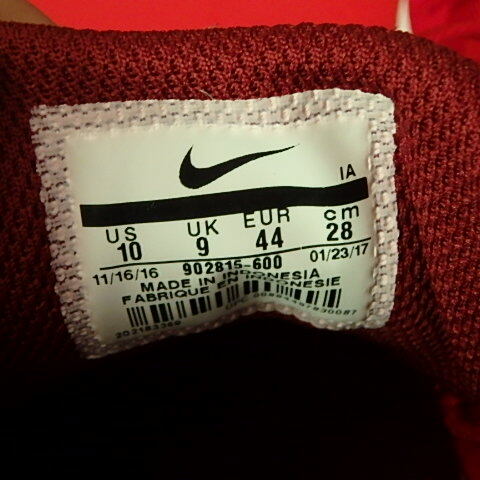 IA
US UK EUR cm
10 9 44 28
11/16/16 902815-600 01/23/17
MADE IN INDONESIA
FABRIQUE EN INDONESIE
UPC